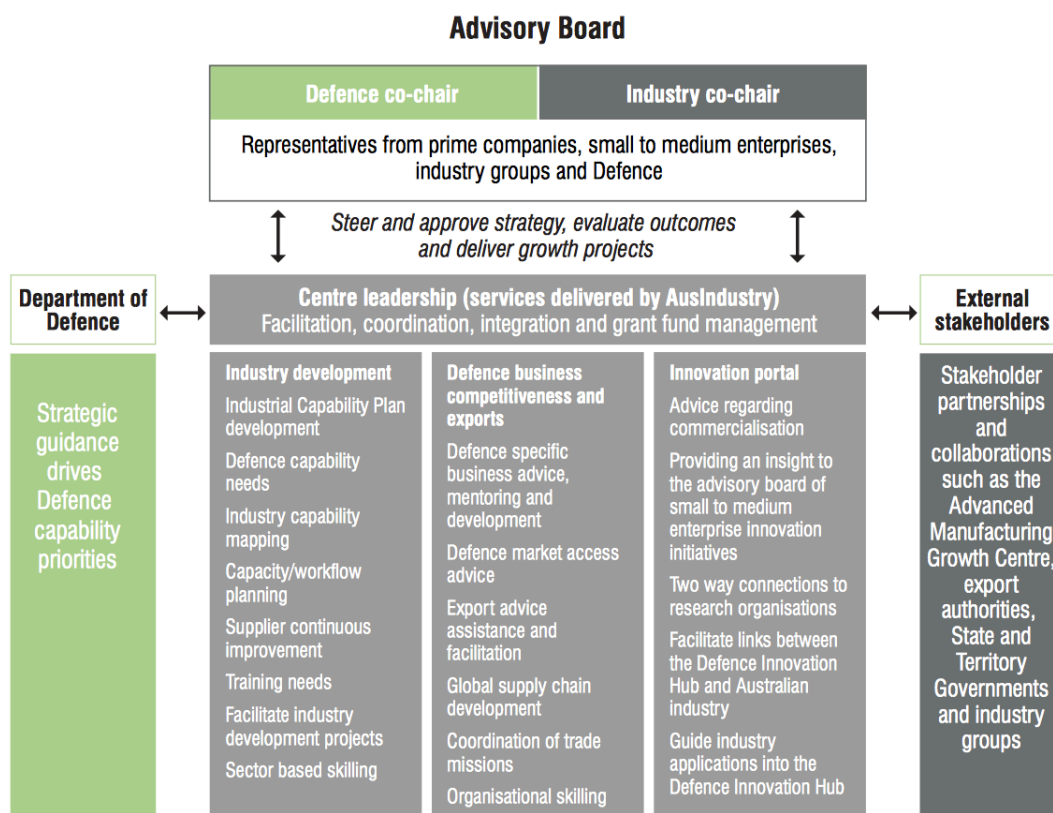 Advisory Board
Defence co-chair
Industry co-chair
Representatives from prime companies, small to medium enterprises,
industry groups and Defence
Steer and approve strategy, evaluate outcomes
and deliver growth projects
Department of
Defence
Centre leadership (services delivered by AusIndustry)
Facilitation, coordination, integration and grant fund management
External
stakeholders
Strategic
guidance
drives
Defence
capability
priorities
Industry development
Industrial Capability Plan
development
Defence capability
needs
Industry capability
mapping
Capacity/workflow
planning
Supplier continuous
improvement
Training needs
Facilitate industry
development projects
Sector based skilling
Defence business
competitiveness and
exports
Defence specific
business advice,
mentoring and
development
Defence market access
advice
Export advice
assistance and
facilitation
Global supply chain
development
Coordination of trade
missions
Organisational skilling
Innovation portal
Advice regarding
commercialisation
Providing an insight to
the advisory board of
small to medium
enterprise innovation
initiatives
Two way connections to
research organisations
Facilitate links between
the Defence Innovation
Hub and Australian
industry
Guide industry
applications into the
Defence Innovation Hub
Stakeholder
partnerships
and
collaborations
such as the
Advanced
Manufacturing
Growth Centre,
export
authorities,
State and
Territory
Governments
and industry
groups